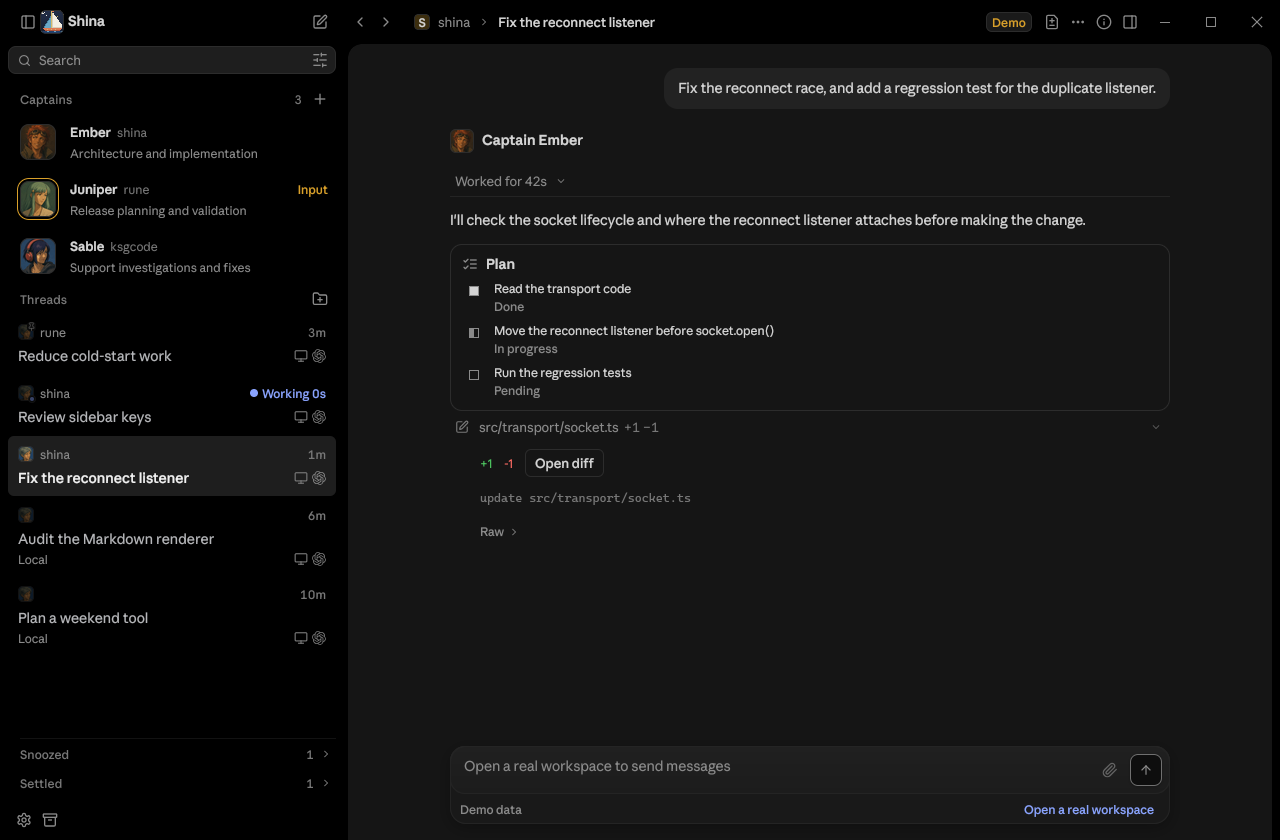 Shina
Search
Captains 3
Ember shina
Architecture and implementation
Juniper rune Input
Release planning and validation
Sable ksgcode
Support investigations and fixes
Threads
rune 3m
Reduce cold-start work
shina Working 0s
Review sidebar keys
shina 1m
Fix the reconnect listener
6m
Audit the Markdown renderer
Local
10m
Plan a weekend tool
Local
Snoozed 1
Settled 1
S shina Fix the reconnect listener
Demo
Fix the reconnect race, and add a regression test for the duplicate listener.
Captain Ember
Worked for 42s
I'll check the socket lifecycle and where the reconnect listener attaches before making the change.
Plan
Read the transport code
Done
Move the reconnect listener before socket.open()
In progress
Run the regression tests
Pending
src/transport/socket.ts +1 −1
+1 -1 Open diff
update src/transport/socket.ts
Raw
Open a real workspace to send messages
Demo data
Open a real workspace